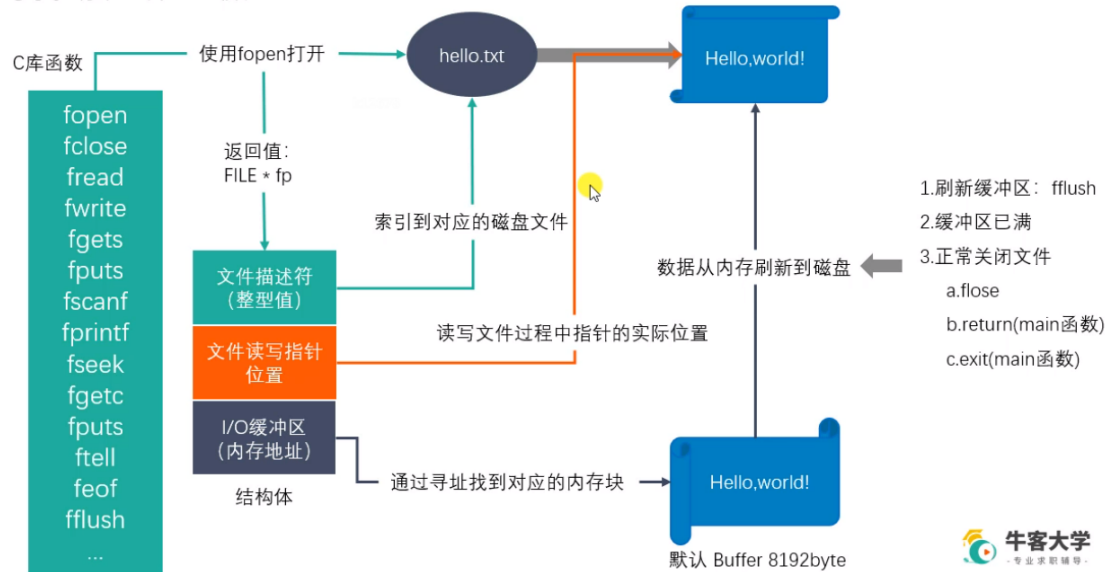 C库函数
fopen
fclose
fread
fwrite
fgets
fputs
fscanf
fprintf
fseek
fgetc
fputs
ftell
feof
fflush
...
使用fopen打开
hello.txt
Hello,world!
返回值：
FILE * fp
索引到对应的磁盘文件
文件描述符
（整型值）
文件读写指针
位置
I/O缓冲区
（内存地址）
结构体
读写文件过程中指针的实际位置
通过寻址找到对应的内存块
数据从内存刷新到磁盘
Hello,world!
默认 Buffer 8192byte
1.刷新缓冲区：fflush
2.缓冲区已满
3.正常关闭文件
a.flose
b.return(main函数)
c.exit(main函数)
牛客大学
·专业求职辅导·